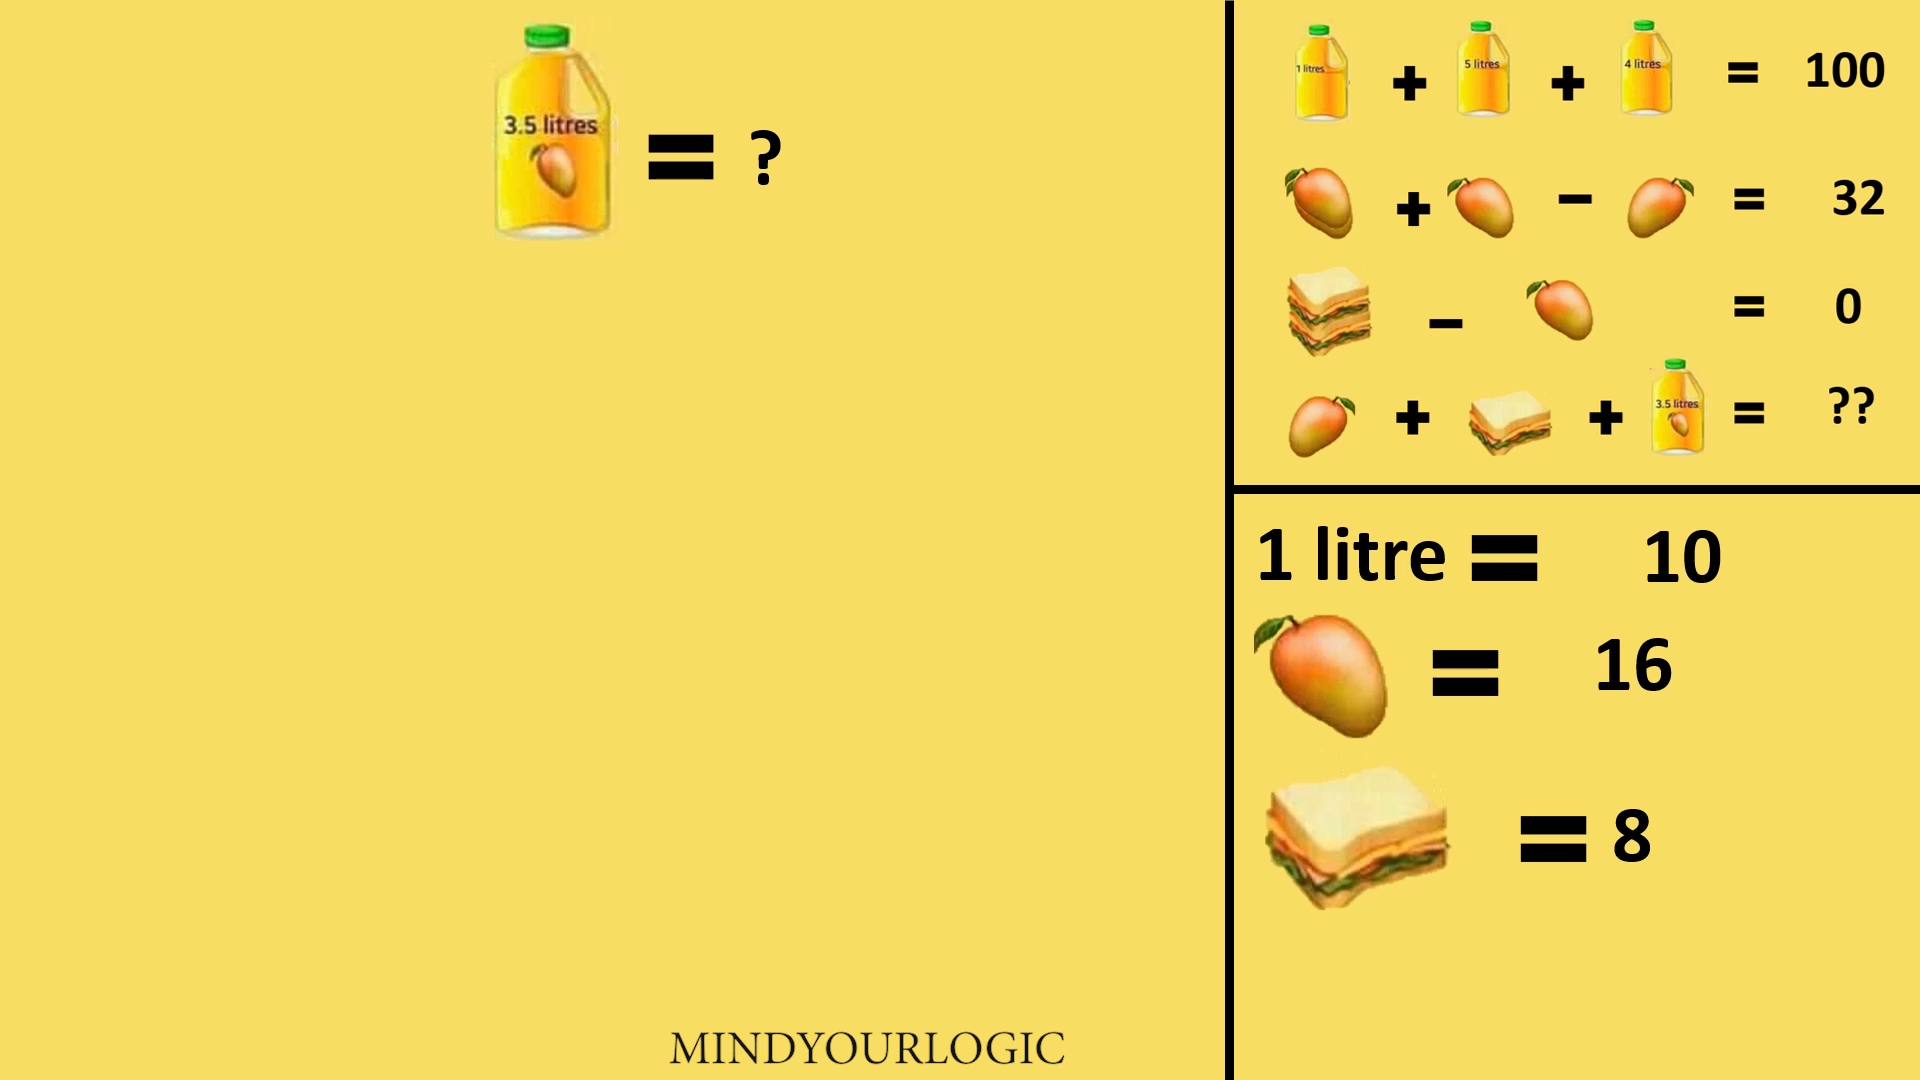 3.5 litres
= ?
1 litres + 5 litres + 4 litres = 100
+ - = 32
- = 0
+ + 3.5 litres = ??
1 litre = 10
= 16
= 8
MINDYOURLOGIC